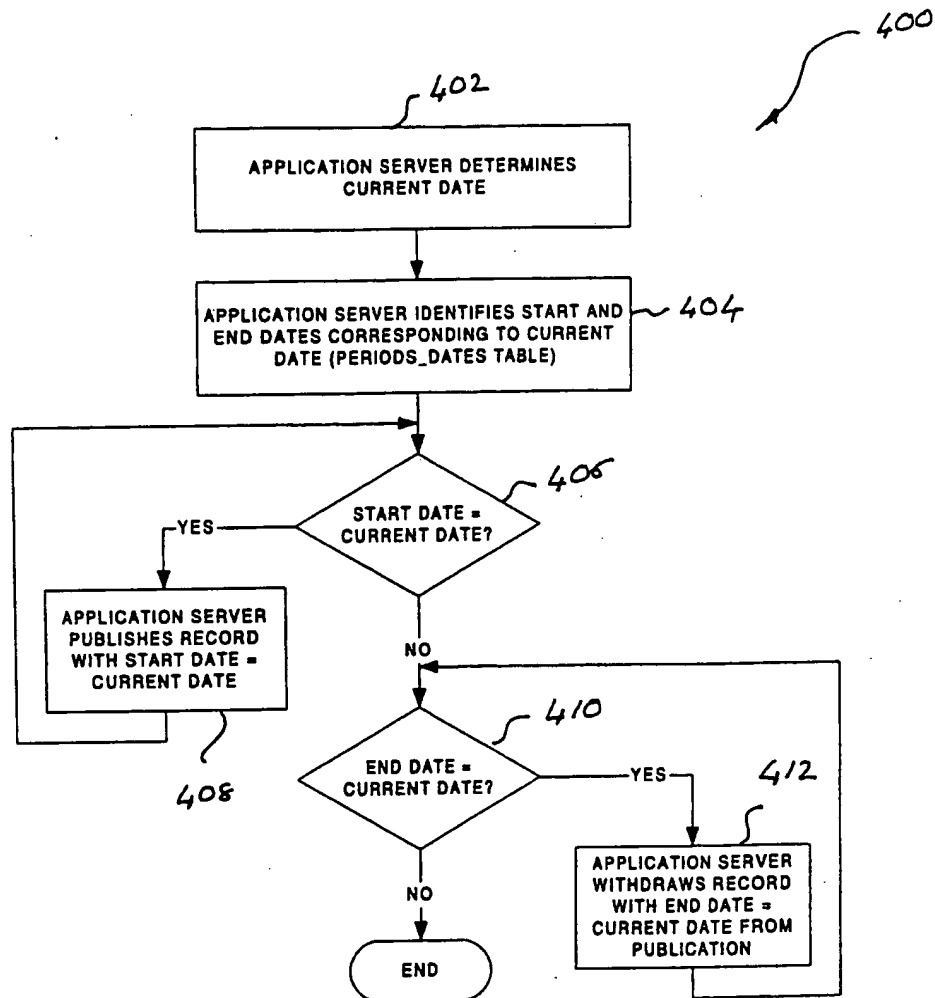 400
402
APPLICATION SERVER DETERMINES
CURRENT DATE
APPLICATION SERVER IDENTIFIES START AND
END DATES CORRESPONDING TO CURRENT
DATE (PERIODS_DATES TABLE)
404
406
START DATE =
CURRENT DATE?
YES
APPLICATION SERVER
PUBLISHES RECORD
WITH START DATE =
CURRENT DATE
408
NO
410
END DATE =
CURRENT DATE?
YES
412
APPLICATION SERVER
WITHDRAWS RECORD
WITH END DATE =
CURRENT DATE FROM
PUBLICATION
NO
END